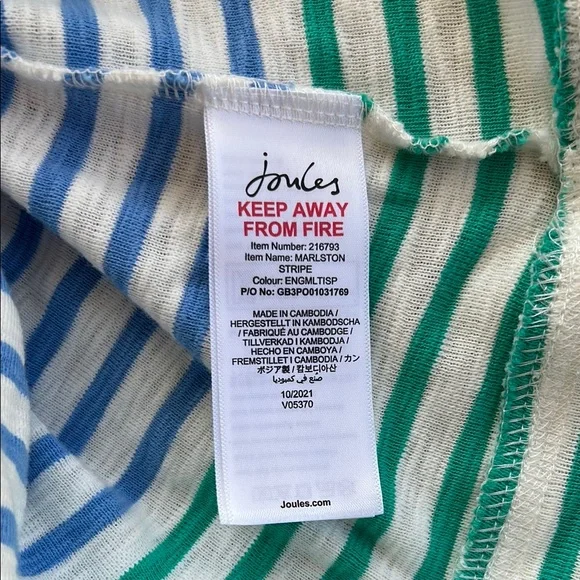 Joules
KEEP AWAY
FROM FIRE
Item Number: 216793
Item Name: MARLSTON
STRIPE
Colour: ENGMLTISP
P/O No: GB3PO01031769
MADE IN CAMBODIA /
HERGESTELLT IN KAMBODSCHA
/ FABRIQUÉ AU CAMBODGE /
TILLVERKAD I KAMBODJA /
HECHO EN CAMBOYA /
FREMSTILLET I CAMBODIA / カン
ボジア製 / 캄보디아산
صنع في كمبوديا
10/2021
V05370
Joules.com